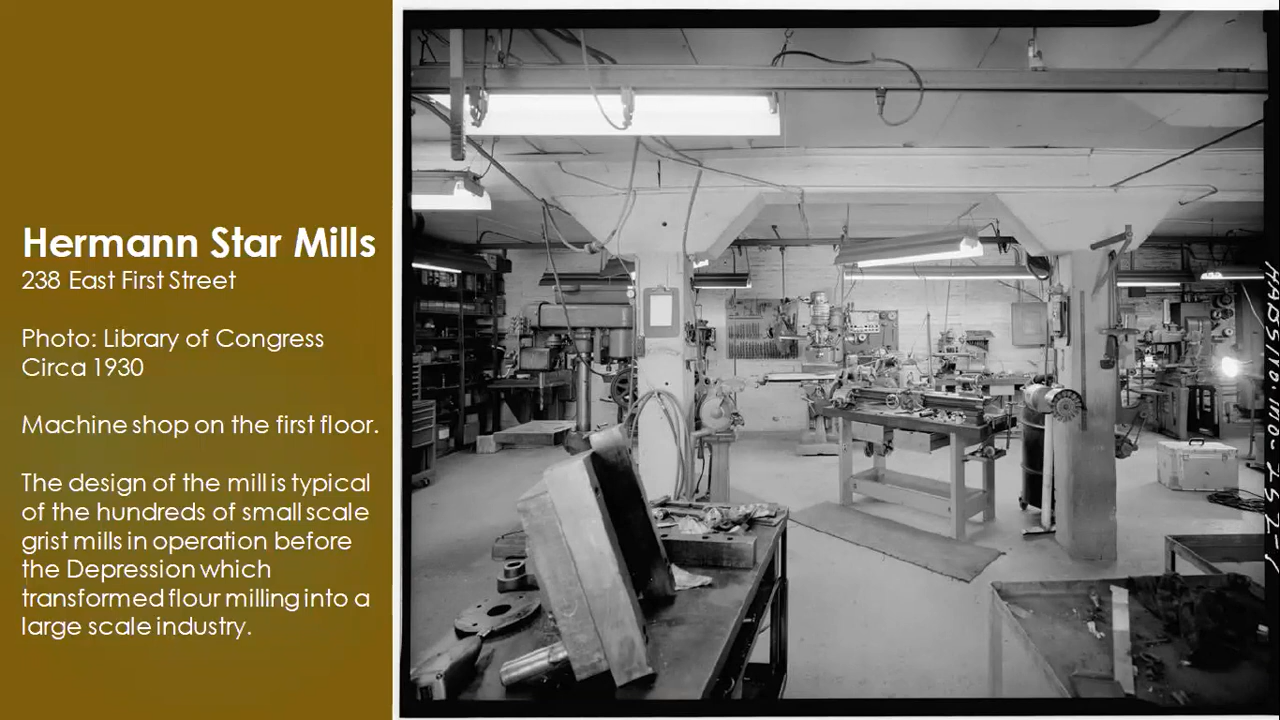 Hermann Star Mills
238 East First Street
Photo: Library of Congress
Circa 1930
Machine shop on the first floor.
The design of the mill is typical
of the hundreds of small scale
grist mills in operation before
the Depression which
transformed flour milling into a
large scale industry.